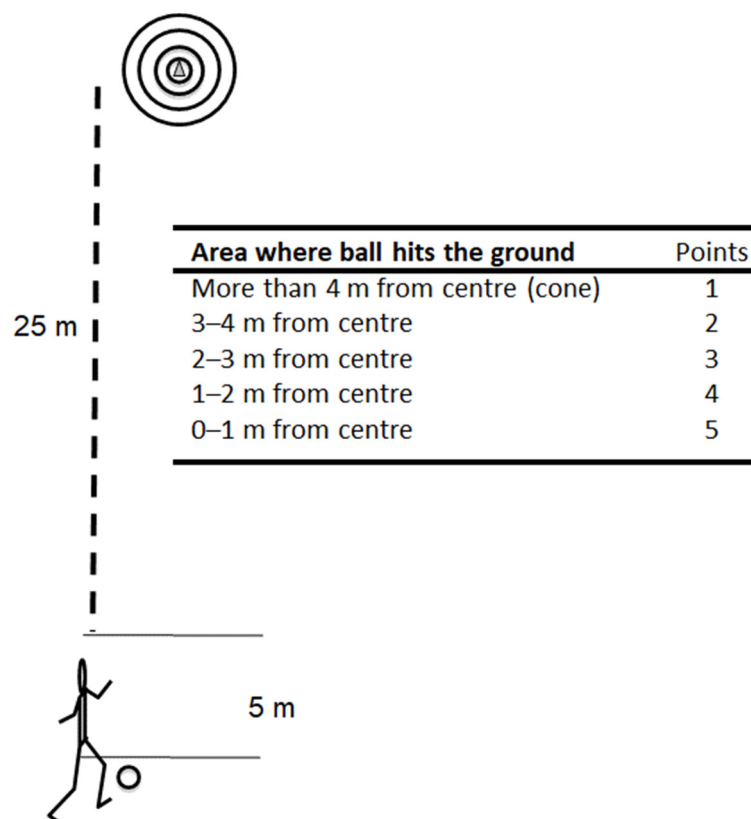 Area where ball hits the ground Points
More than 4 m from centre (cone) 1
3–4 m from centre 2
25 m
2–3 m from centre 3
1–2 m from centre 4
0–1 m from centre 5
5 m